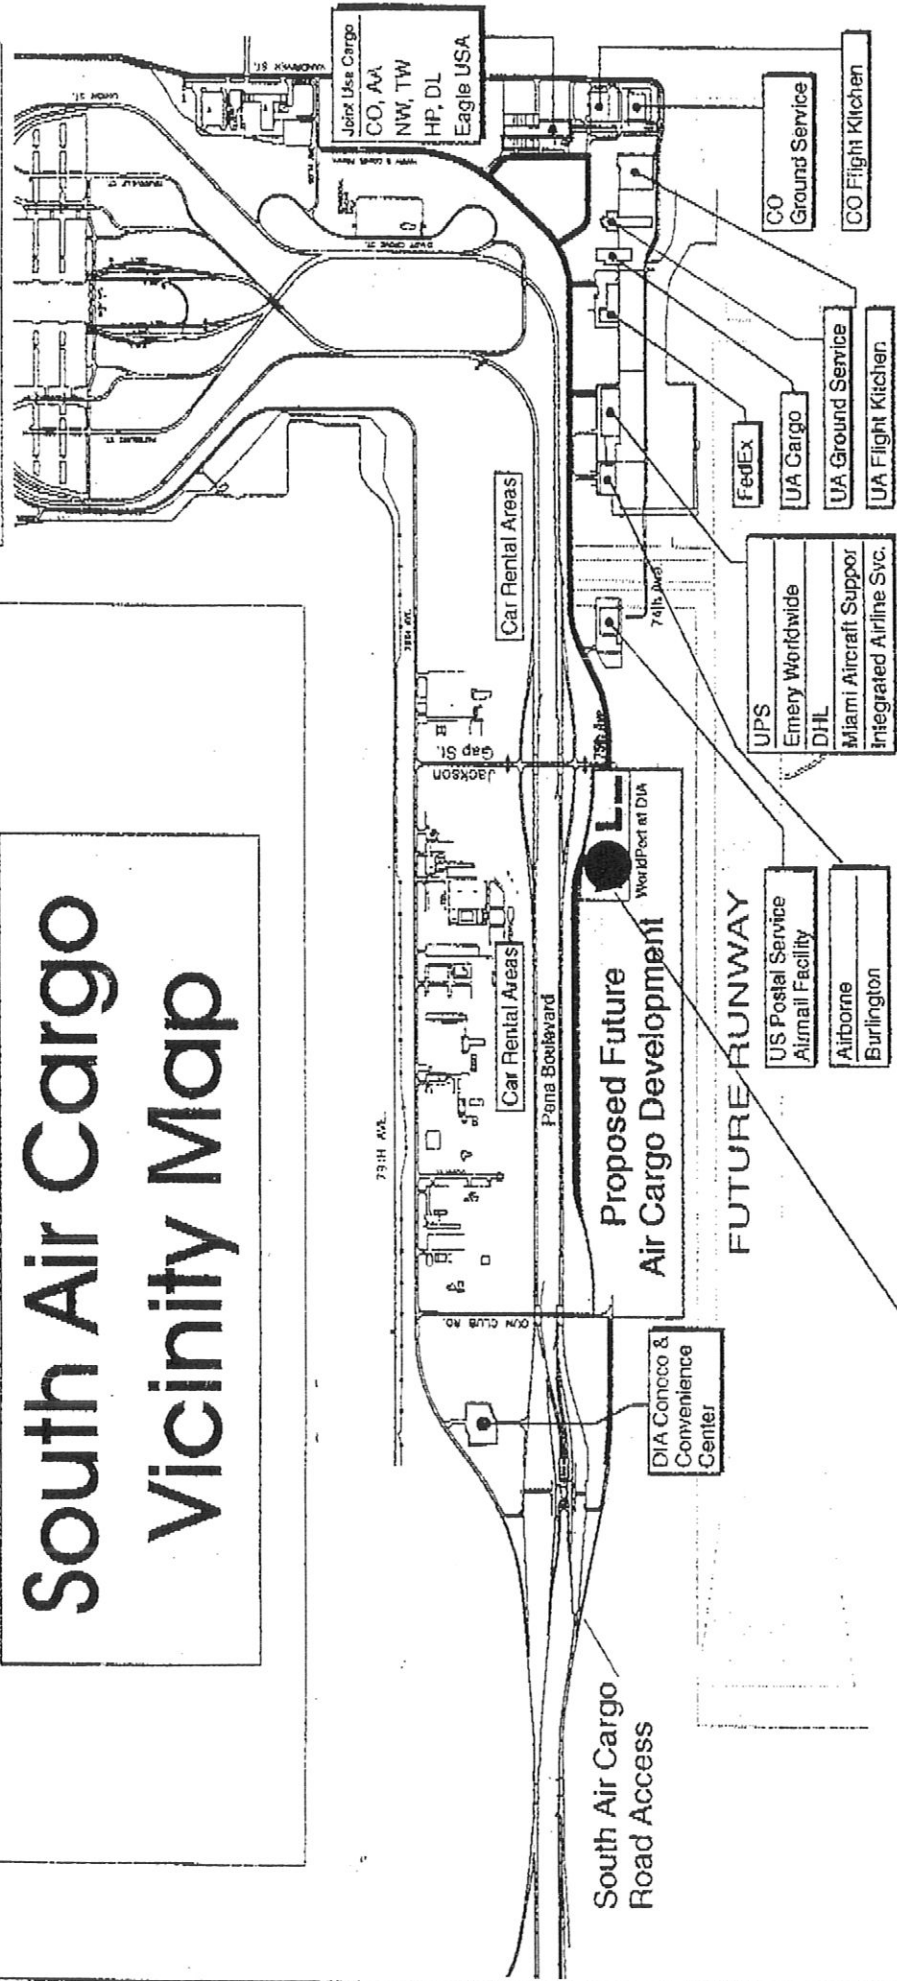 South Air Cargo
Vicinity Map
79TH AVE.
78TH AVE.
Jackson
Gap St.
Car Rental Areas
Car Rental Areas
Pena Boulevard
GUN CLUB RD.
75th Ave.
74th Ave.
Joint Use Cargo
CO, AA
NW, TW
HP, DL
Eagle USA
CO
Ground Service
CO Flight Kitchen
UA Ground Service
UA Flight Kitchen
UA Cargo
FedEx
UPS
Emery Worldwide
DHL
Miami Aircraft Suppor
Integrated Airline Svc.
US Postal Service
Airmail Facility
Airborne
Burlington
WorldPort at DIA
Proposed Future
Air Cargo Development
FUTURE RUNWAY
DIA Conoco &
Convenience
Center
South Air Cargo
Road Access